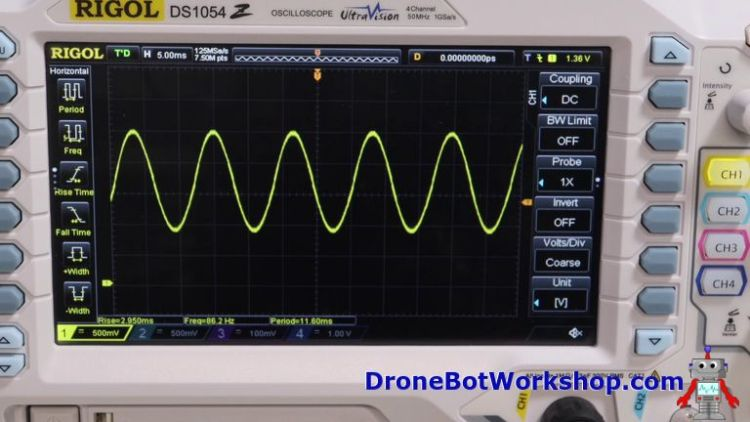 RIGOL DS1054 Z OSCILLOSCOPE UltraVision 4 Channel 50MHz 1GSa/s
RIGOL T'D H 5.00ms 125MSa/s 7.50M pts D 0.00000000ps T 1 1.36 V
Horizontal
Period
Freq
Rise Time
Fall Time
+Width
-Width
CH1
Coupling
DC
BW Limit
OFF
Probe
1X
Invert
OFF
Volts/Div
Coarse
Unit
[V]
Rise=2.950ms Freq=86.2 Hz Period=11.60ms
1 500mV 2 500mV 3 100mV 4 1.00 V
Intensity
CH1
CH2
CH3
CH4
CH1
CH2
DroneBotWorkshop.com